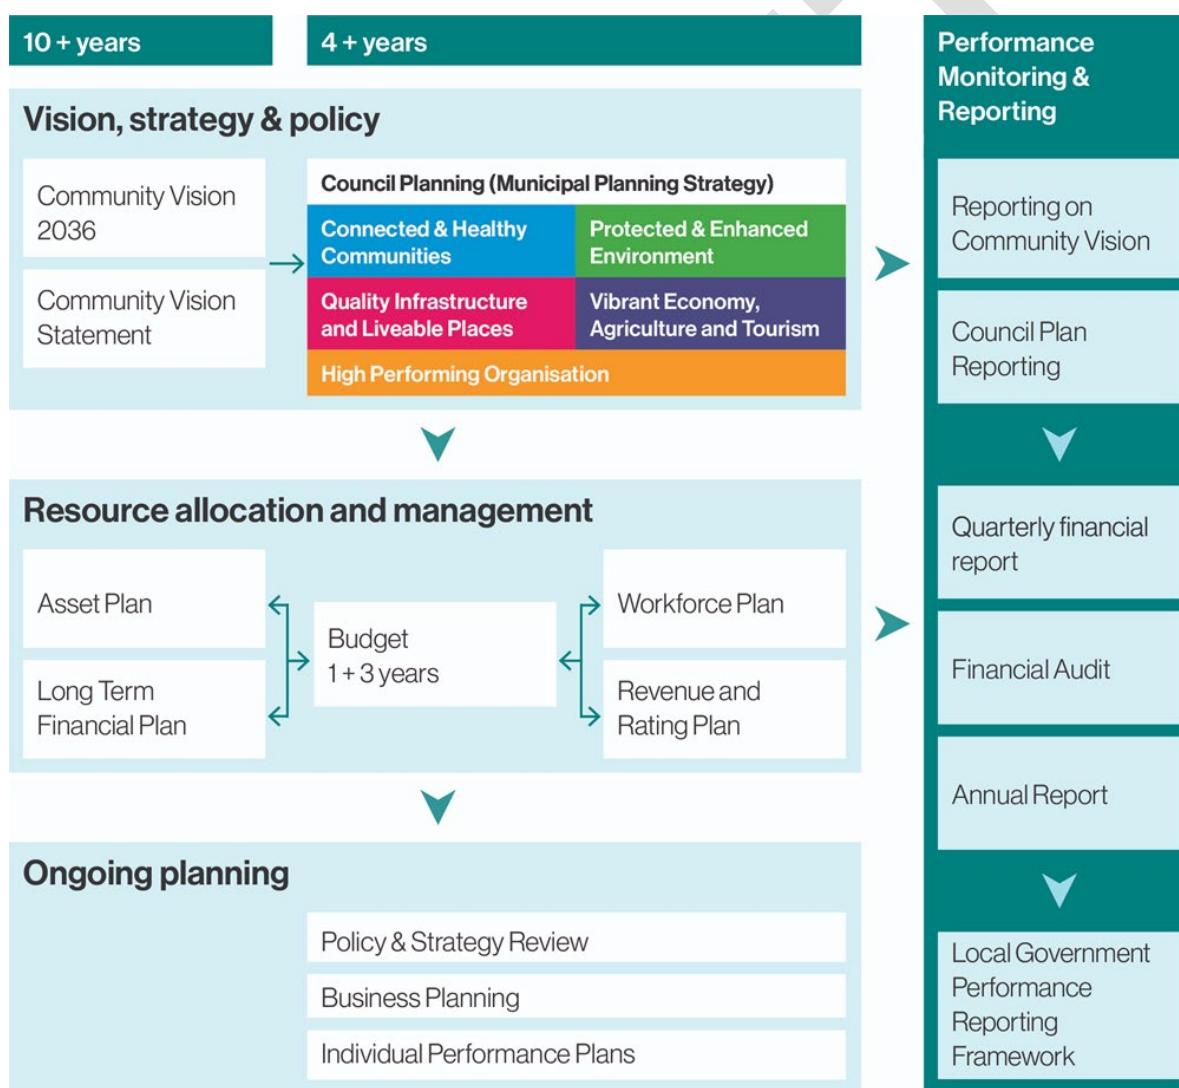 10 + years
4 + years
Vision, strategy & policy
Community Vision
2036
Community Vision
Statement
Council Planning (Municipal Planning Strategy)
Connected & Healthy
Communities
Protected & Enhanced
Environment
Quality Infrastructure
and Liveable Places
Vibrant Economy,
Agriculture and Tourism
High Performing Organisation
Resource allocation and management
Asset Plan
Long Term
Financial Plan
Budget
1 + 3 years
Workforce Plan
Revenue and
Rating Plan
Ongoing planning
Policy & Strategy Review
Business Planning
Individual Performance Plans
Performance
Monitoring &
Reporting
Reporting on
Community Vision
Council Plan
Reporting
Quarterly financial
report
Financial Audit
Annual Report
Local Government
Performance
Reporting
Framework